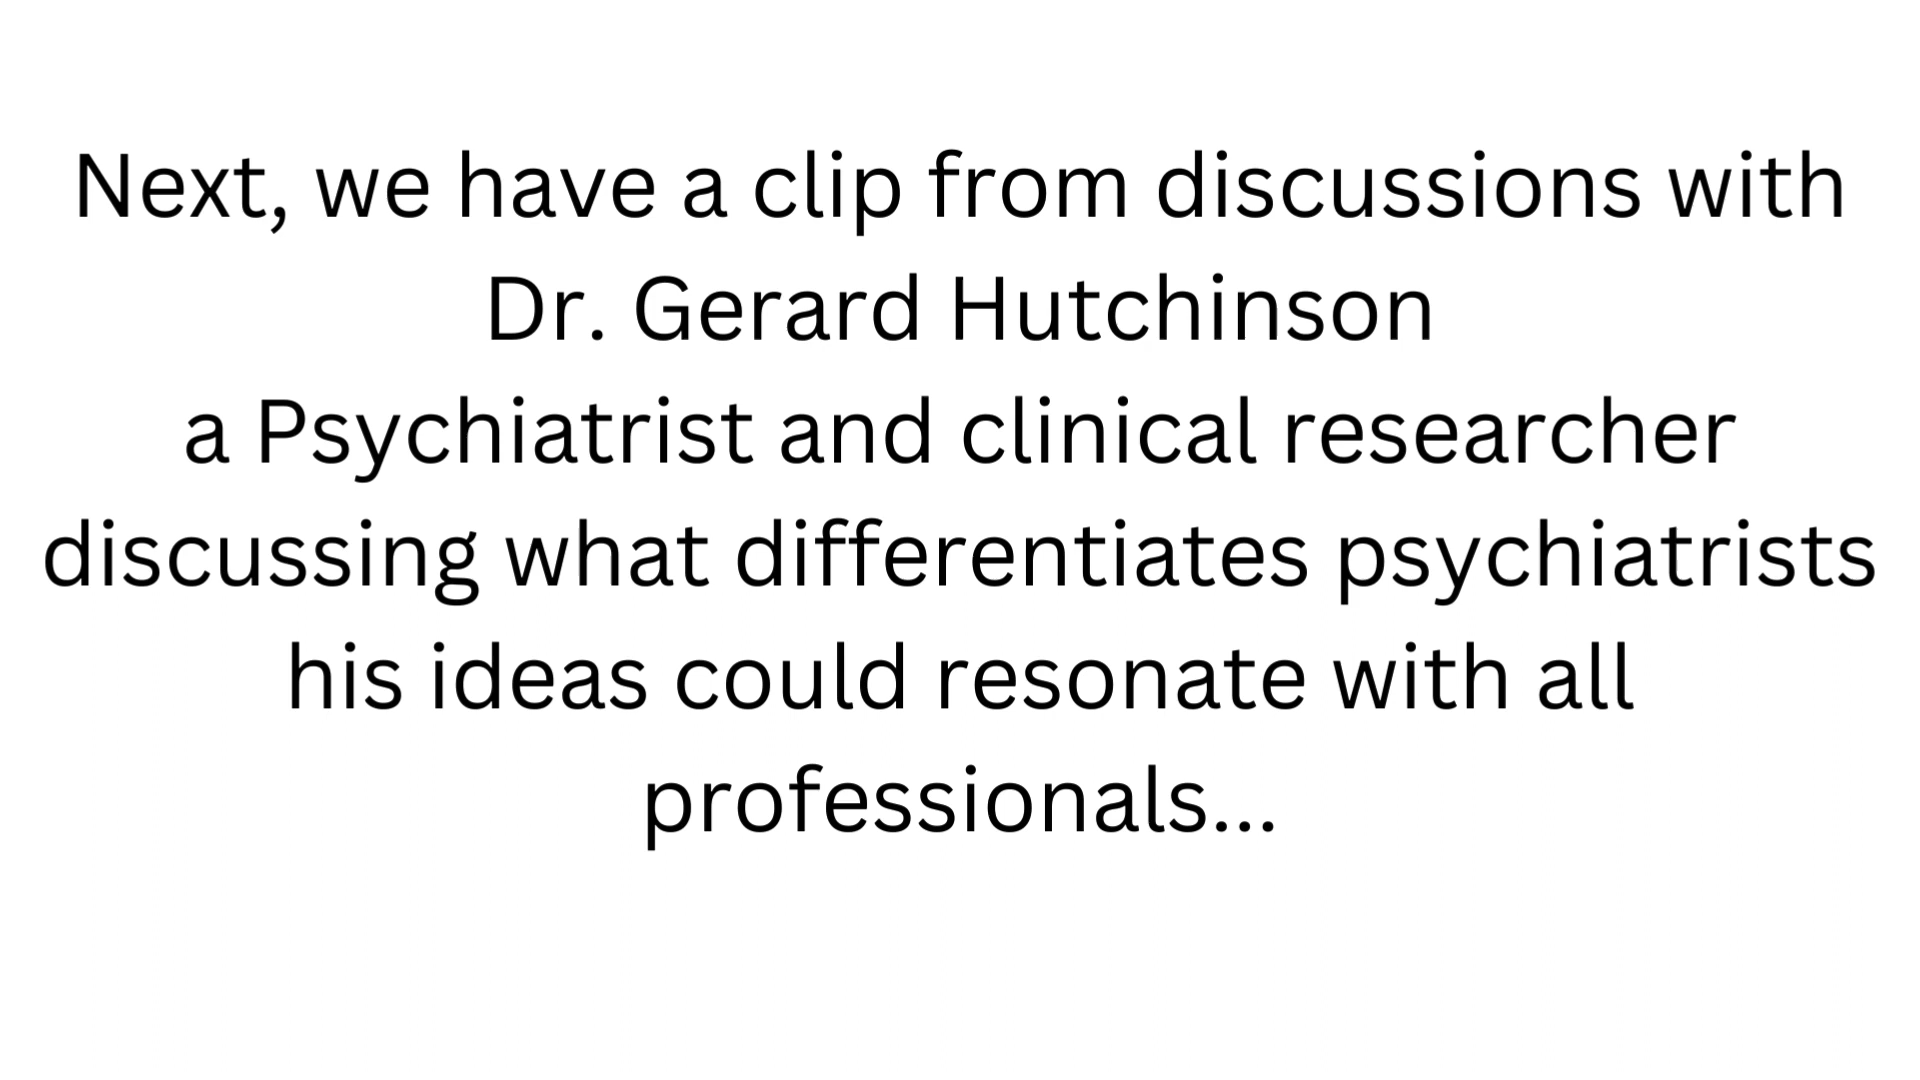 Next, we have a clip from discussions with
Dr. Gerard Hutchinson
a Psychiatrist and clinical researcher
discussing what differentiates psychiatrists
his ideas could resonate with all
professionals...